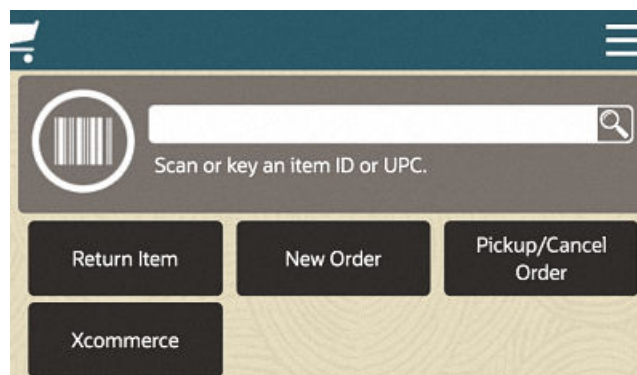 Scan or key an item ID or UPC.
Return Item
New Order
Pickup/Cancel
Order
Xcommerce